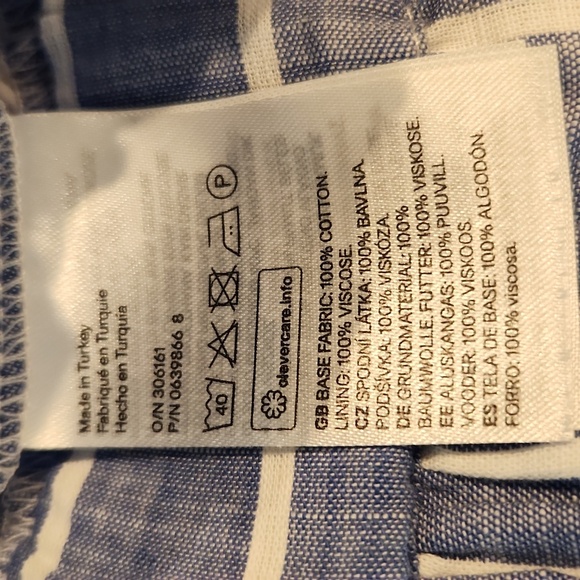 Made in Turkey
Fabriqué en Turquie
Hecho en Turquia
O/N 306161
P/N 0639866 8
40
P
clevercare.info
GB BASE FABRIC: 100% COTTON.
LINING: 100% VISCOSE.
CZ SPODNÍ LÁTKA: 100% BAVLNA.
PODŠÍVKA: 100% VISKÓZA.
DE GRUNDMATERIAL: 100%
BAUMWOLLE. FUTTER: 100% VISKOSE.
EE ALUSKANGAS: 100% PUUVILL.
VOODER: 100% VISKOOS.
ES TELA DE BASE: 100% ALGODÓN.
FORRO: 100% viscosa.